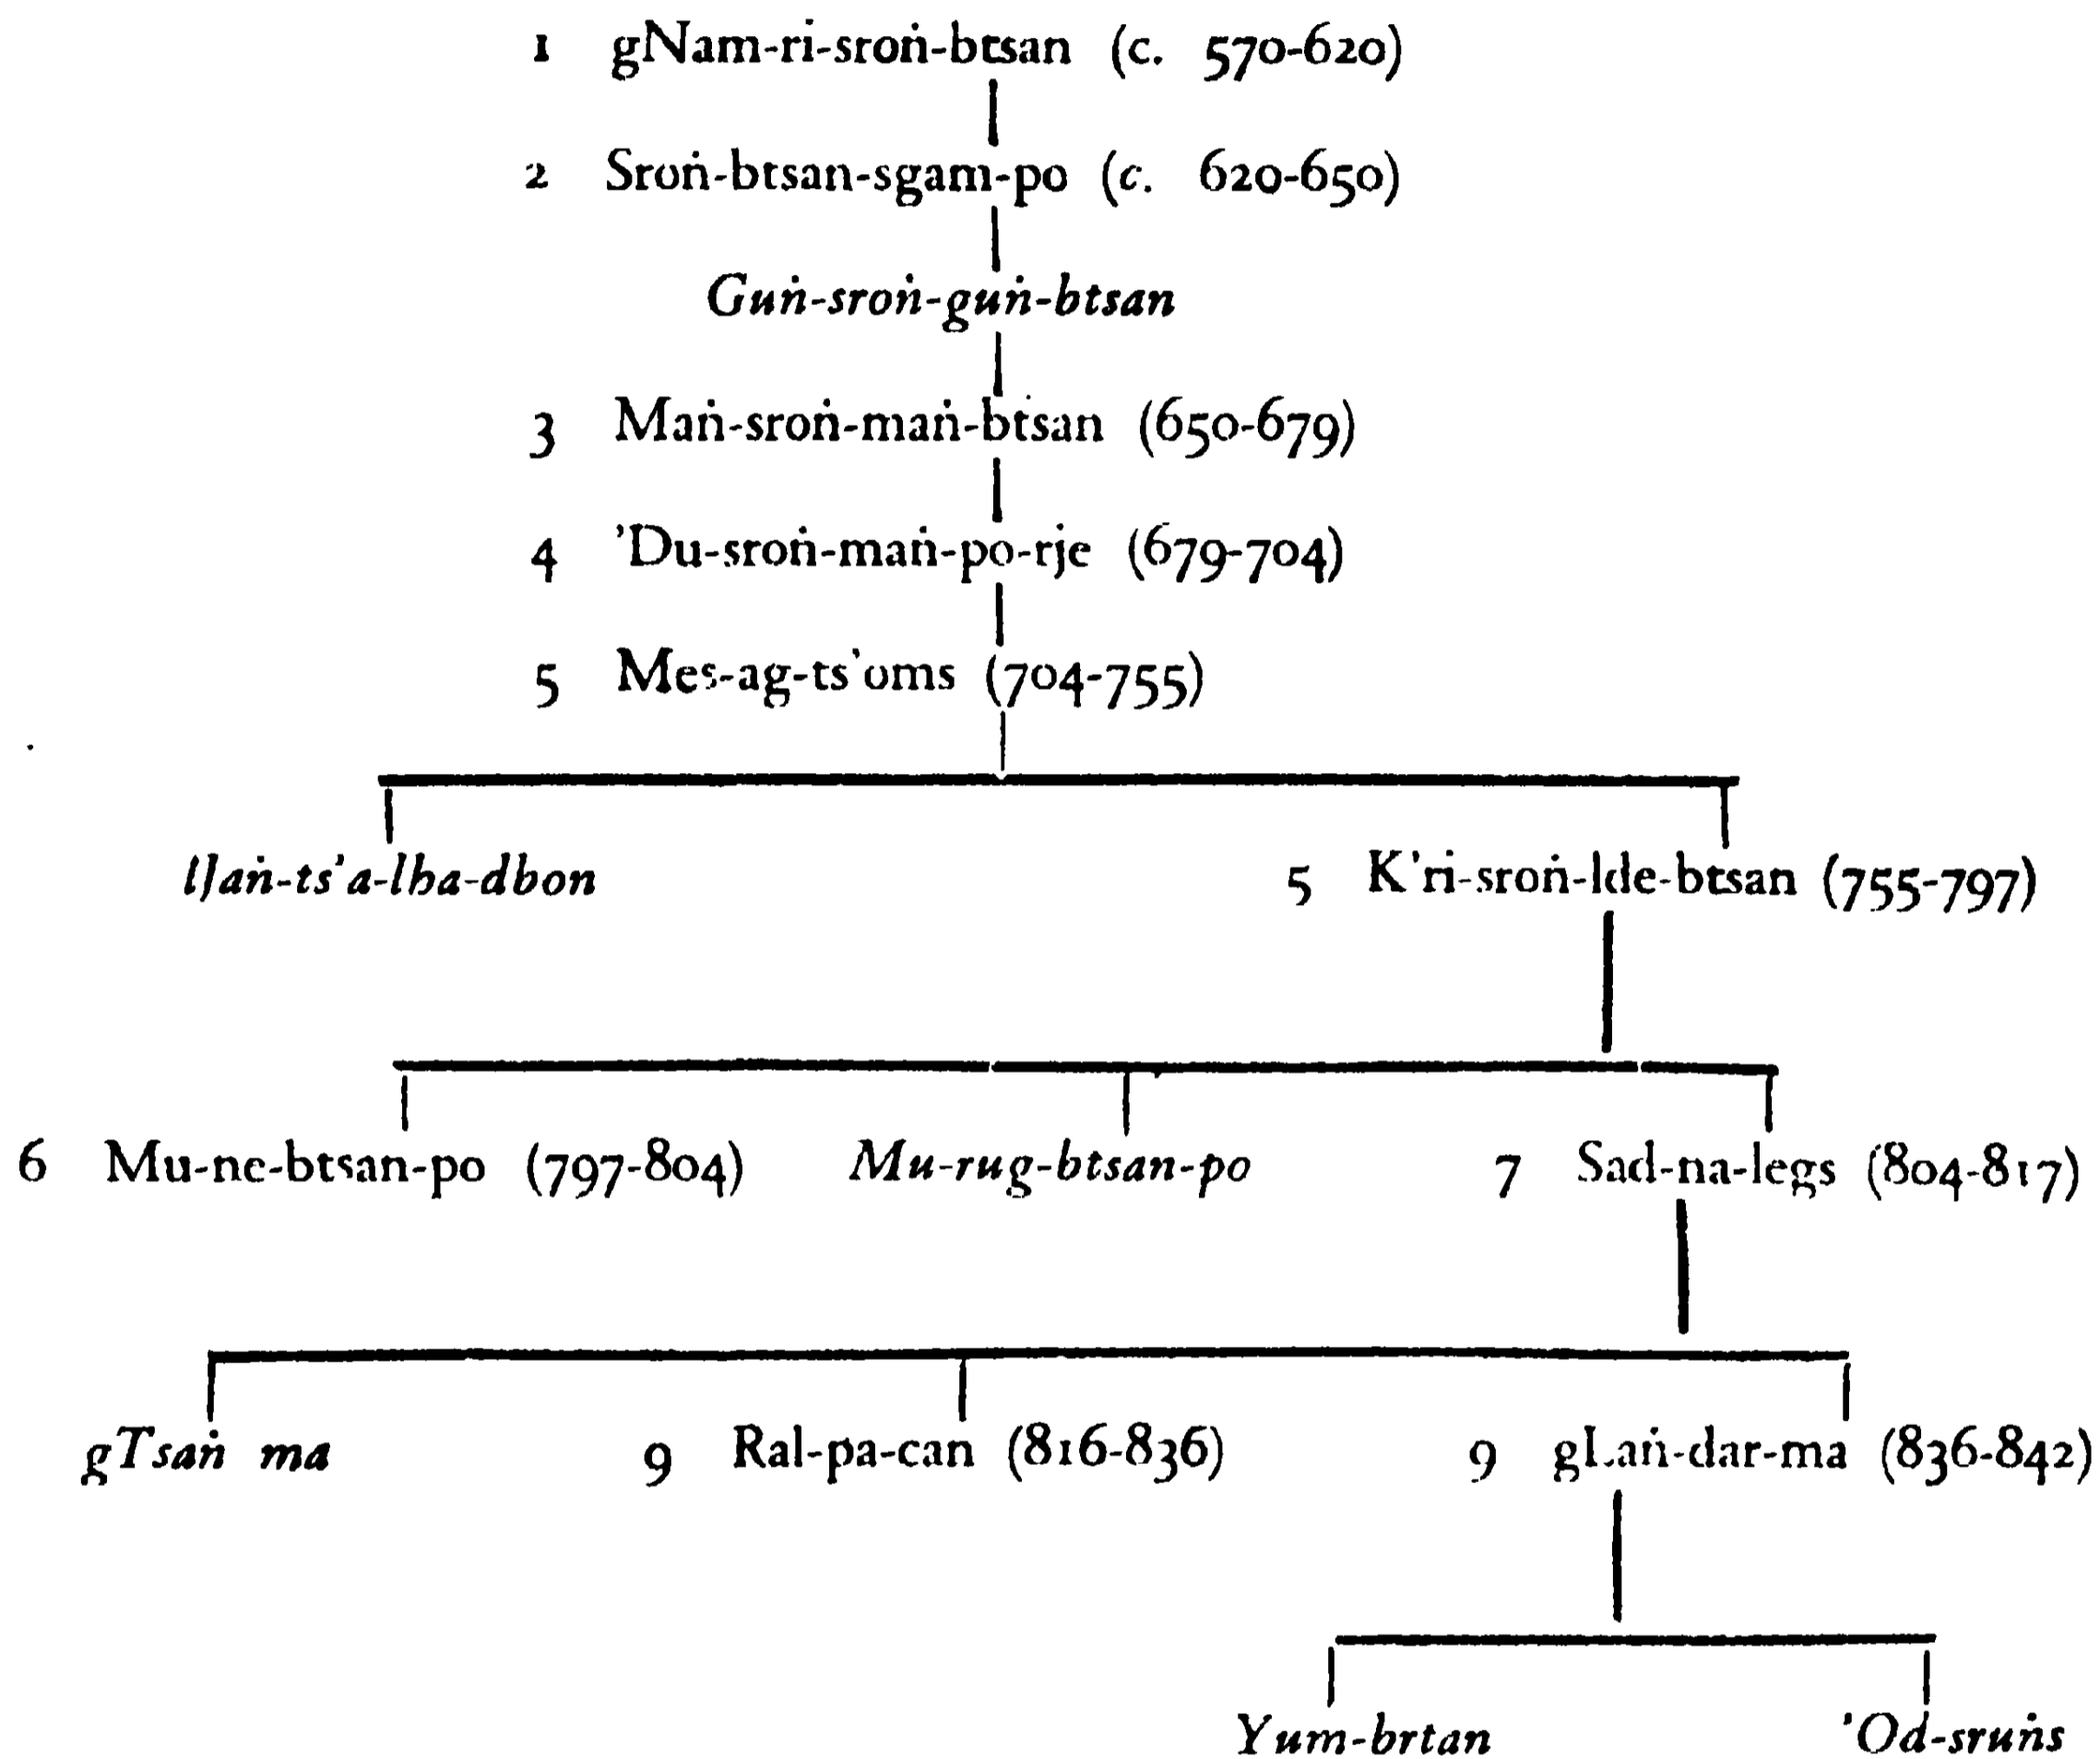 1 gNam-ri-sroṅ-btsan (c. 570-620)
2 Sroṅ-btsan-sgam-po (c. 620-650)
Guṅ-sroṅ-guṅ-btsan
3 Maṅ-sroṅ-maṅ-btsan (650-679)
4 'Du-sroṅ-maṅ-po-rje (679-704)
5 Mes-ag-ts'oms (704-755)
lJaṅ-ts'a-lha-dbon 5 K'ri-sroṅ-lde-btsan (755-797)
6 Mu-ne-btsan-po (797-804) Mu-rug-btsan-po 7 Sad-na-legs (804-817)
gTsaṅ ma 9 Ral-pa-can (816-836) 9 gLaṅ-dar-ma (836-842)
Yum-brtan 'Od-sruṅs